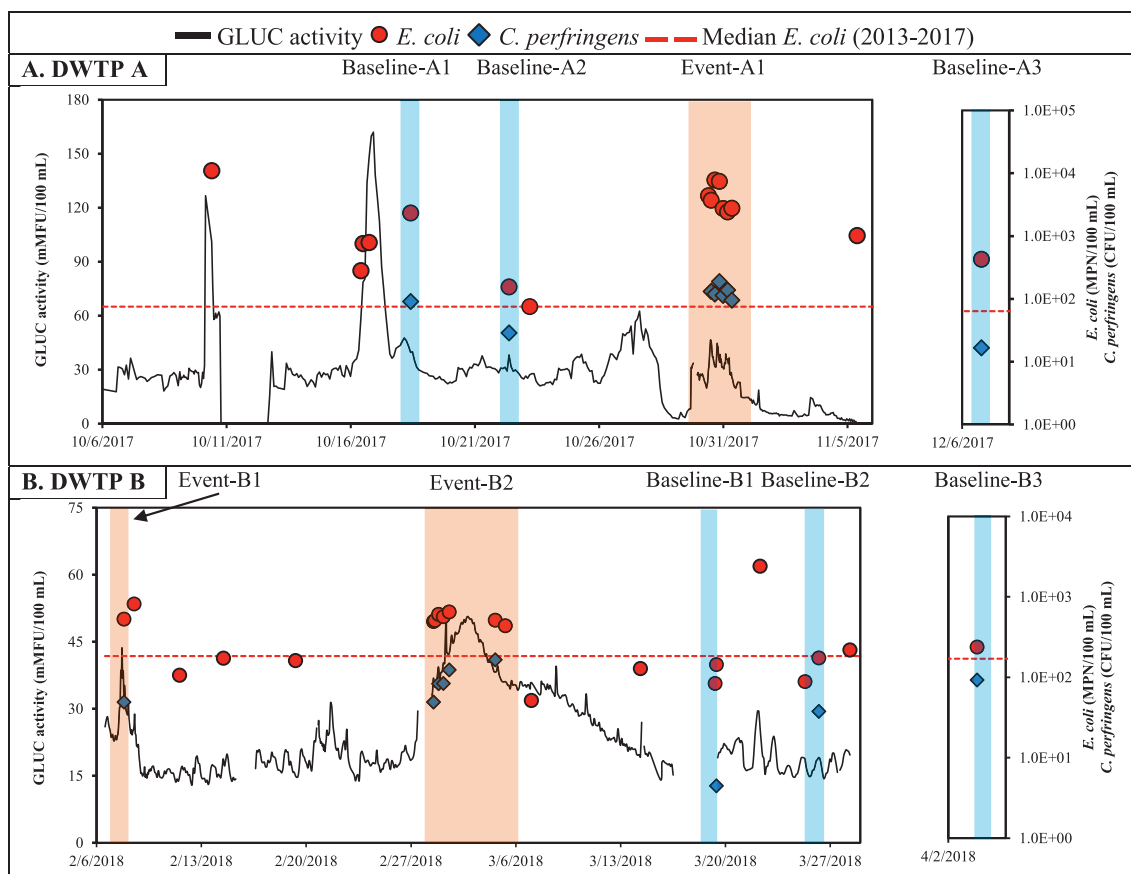 GLUC activity E. coli C. perfringens Median E. coli (2013-2017)
A. DWTP A
Baseline-A1 Baseline-A2 Event-A1 Baseline-A3
GLUC activity (mMFU/100 mL)
180
150
120
90
60
30
0
10/6/2017 10/11/2017 10/16/2017 10/21/2017 10/26/2017 10/31/2017 11/5/2017
12/6/2017
1.0E+05
1.0E+04
1.0E+03
1.0E+02
1.0E+01
1.0E+00
E. coli (MPN/100 mL)
C. perfringens (CFU/100 mL)
B. DWTP B
Event-B1 Event-B2 Baseline-B1 Baseline-B2 Baseline-B3
GLUC activity (mMFU/100 mL)
75
60
45
30
15
0
2/6/2018 2/13/2018 2/20/2018 2/27/2018 3/6/2018 3/13/2018 3/20/2018 3/27/2018
4/2/2018
1.0E+04
1.0E+03
1.0E+02
1.0E+01
1.0E+00
E. coli (MPN/100 mL)
C. perfringens (CFU/100 mL)